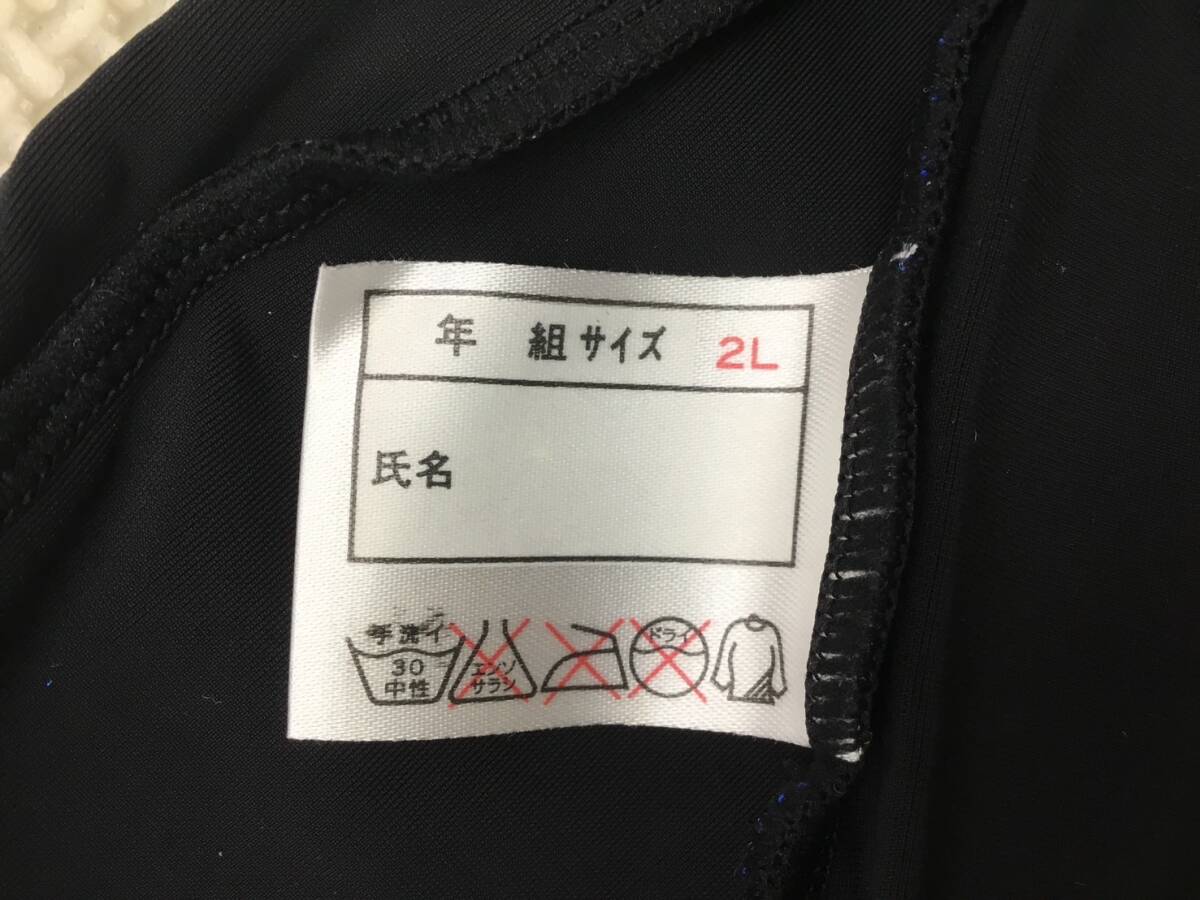 年 組 サイズ 2L
氏名
手洗イ
30
中性
エンソ
サラシ
ドライ